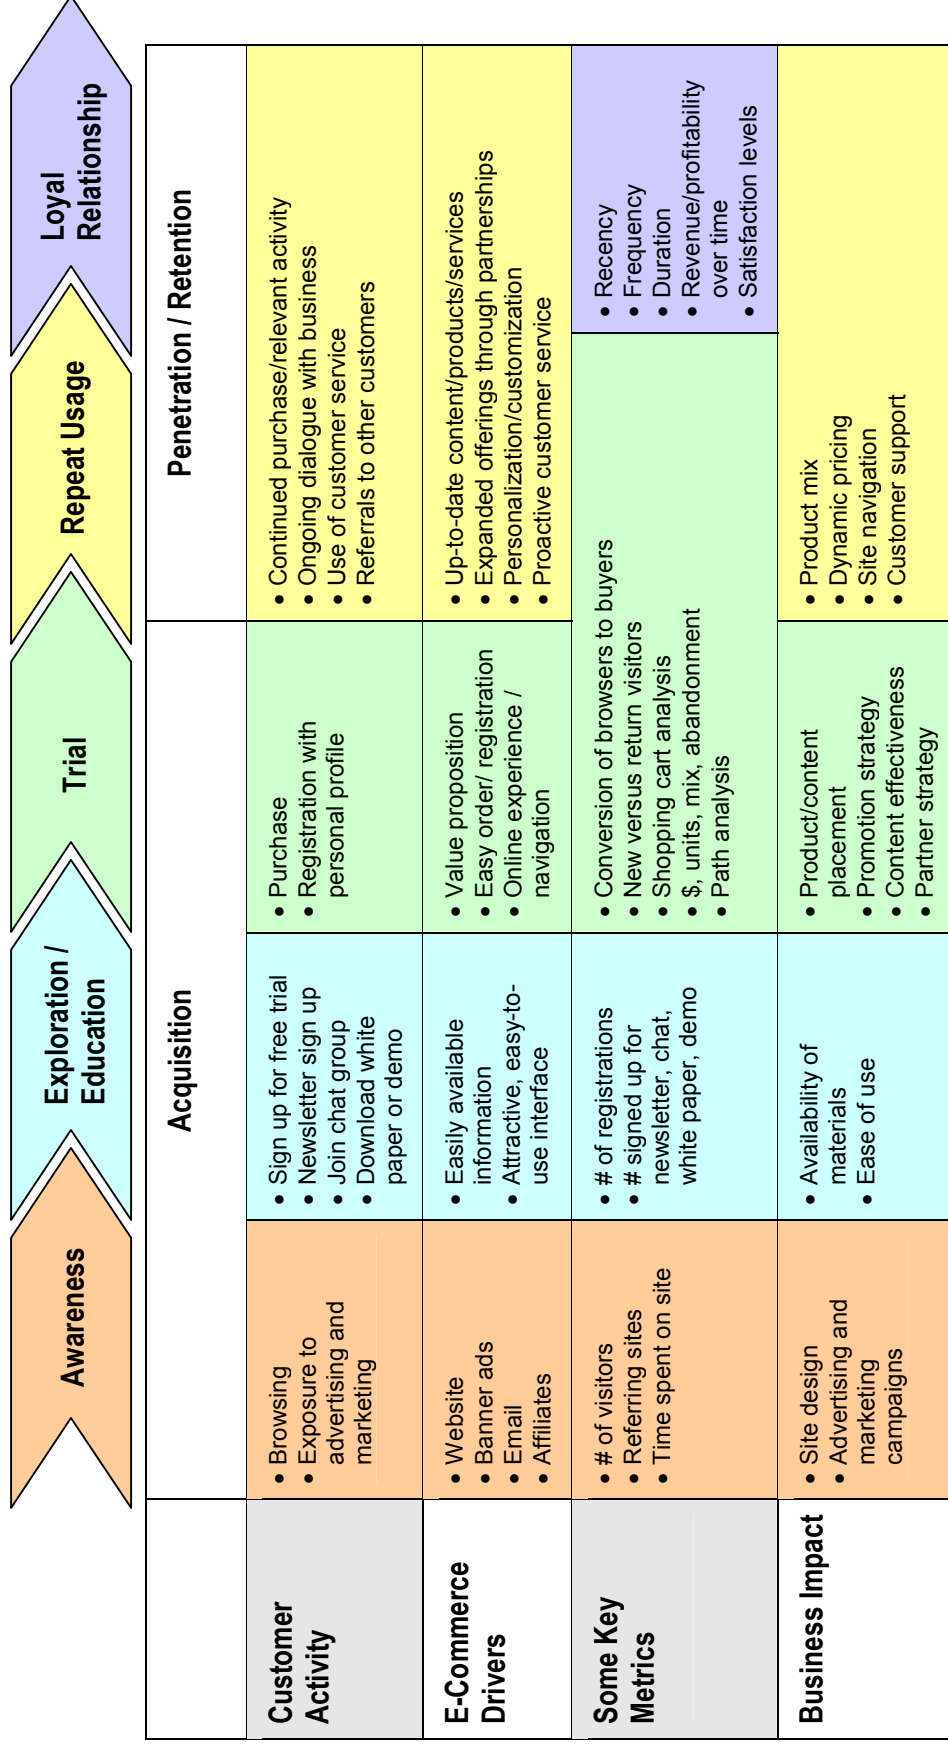 Awareness
Exploration /
Education
Trial
Repeat Usage
Loyal
Relationship
Acquisition
Penetration / Retention
Customer
Activity
• Browsing
• Exposure to
advertising and
marketing
• Sign up for free trial
• Newsletter sign up
• Join chat group
• Download white
paper or demo
• Purchase
• Registration with
personal profile
• Continued purchase/relevant activity
• Ongoing dialogue with business
• Use of customer service
• Referrals to other customers
E-Commerce
Drivers
• Website
• Banner ads
• Email
• Affiliates
• Easily available
information
• Attractive, easy-to-
use interface
• Value proposition
• Easy order/ registration
• Online experience /
navigation
• Up-to-date content/products/services
• Expanded offerings through partnerships
• Personalization/customization
• Proactive customer service
Some Key
Metrics
• # of visitors
• Referring sites
• Time spent on site
• # of registrations
• # signed up for
newsletter, chat,
white paper, demo
• Conversion of browsers to buyers
• New versus return visitors
• Shopping cart analysis
• $, units, mix, abandonment
• Path analysis
• Recency
• Frequency
• Duration
• Revenue/profitability
over time
• Satisfaction levels
Business Impact
• Site design
• Advertising and
marketing
campaigns
• Availability of
materials
• Ease of use
• Product/content
placement
• Promotion strategy
• Content effectiveness
• Partner strategy
• Product mix
• Dynamic pricing
• Site navigation
• Customer support